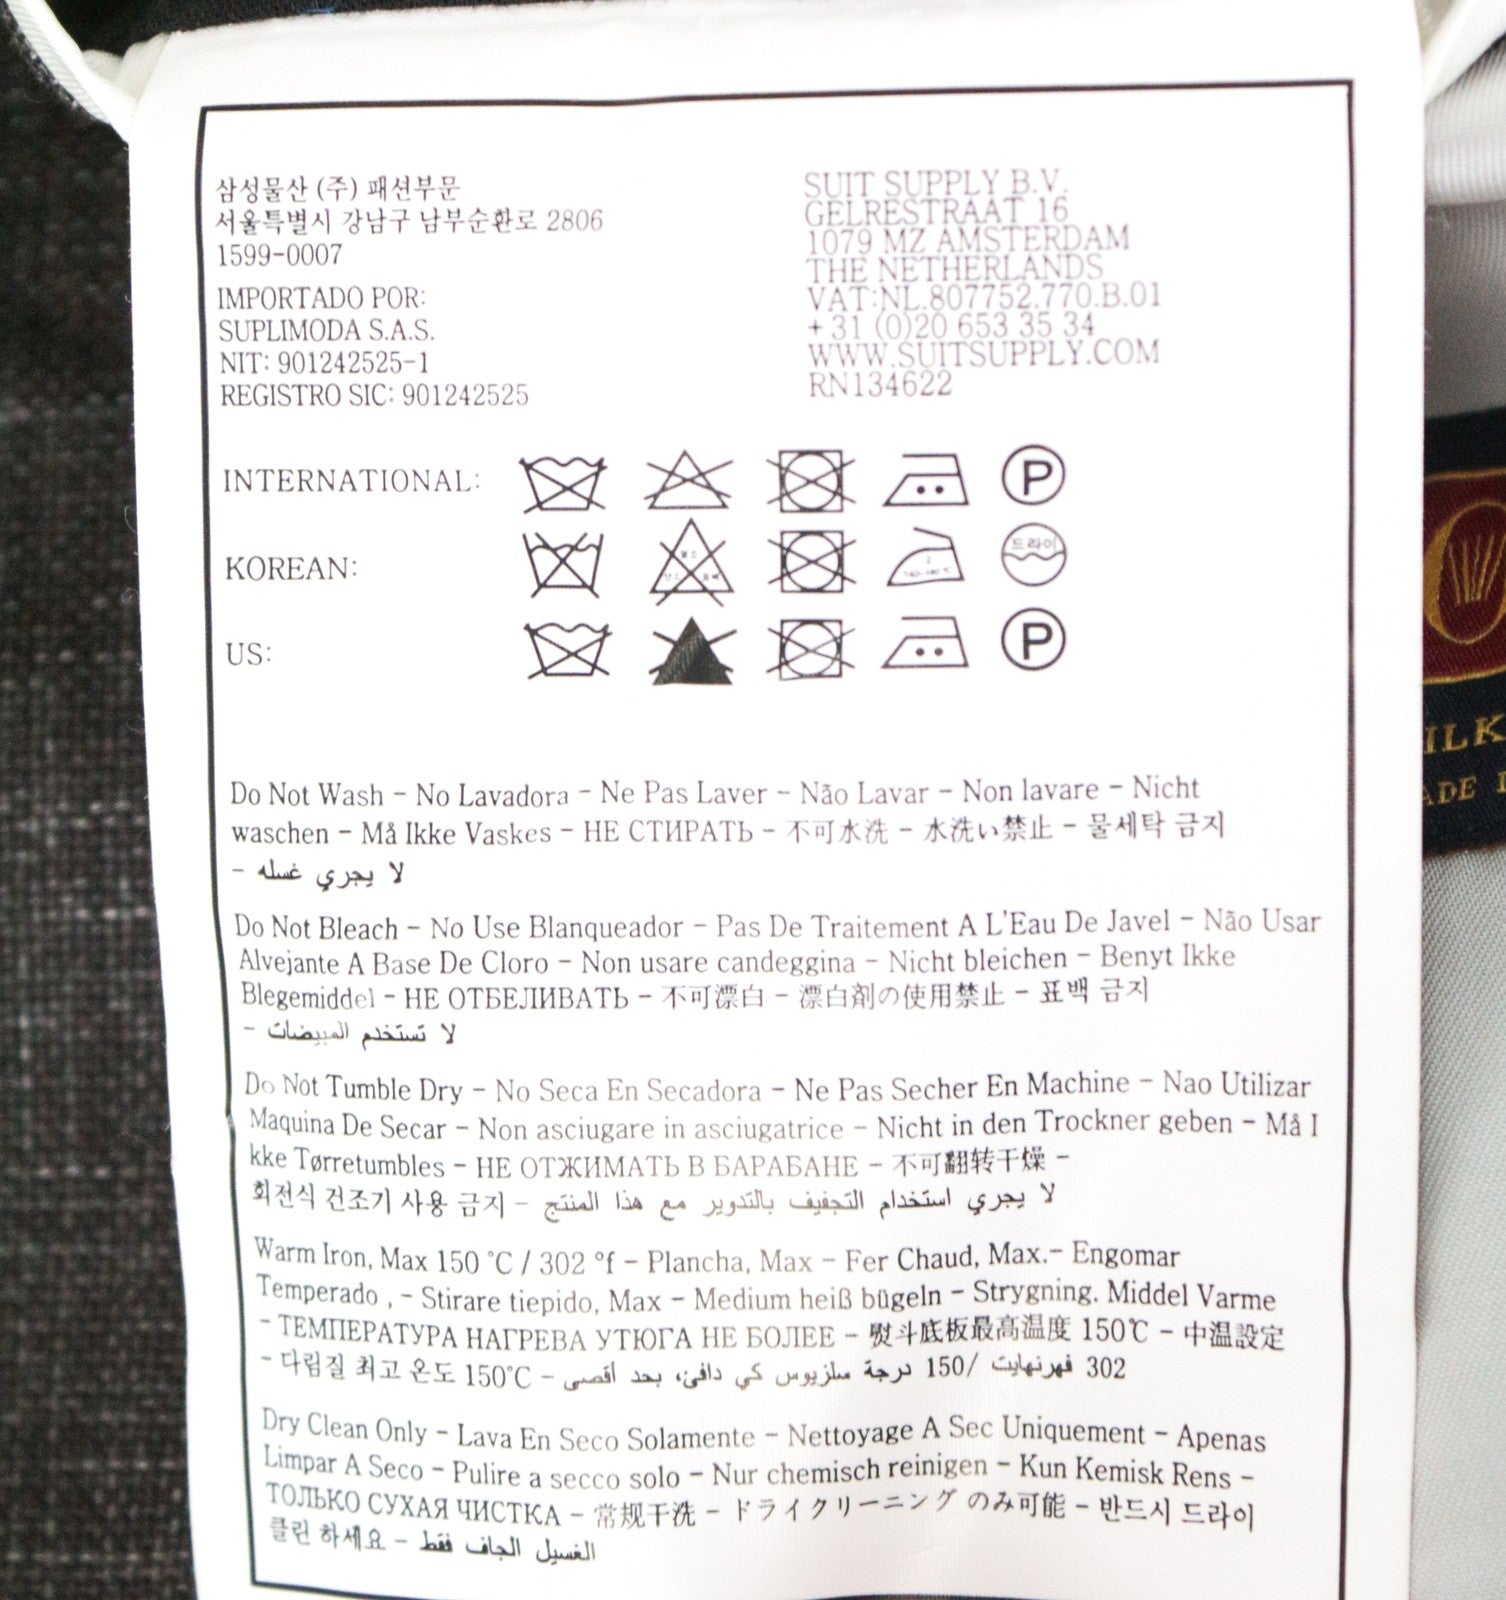 삼성물산 (주) 패션부문
서울특별시 강남구 남부순환로 2806
1599-0007
IMPORTADO POR:
SUPLIMODA S.A.S.
NIT: 901242525-1
REGISTRO SIC: 901242525
SUIT SUPPLY B.V.
GELRESTRAAT 16
1079 MZ AMSTERDAM
THE NETHERLANDS
VAT:NL.807752.770.B.01
+31 (0)20 653 35 34
WWW.SUITSUPPLY.COM
RN134622
INTERNATIONAL:
P
KOREAN:
드라이
US:
P
Do Not Wash - No Lavadora - Ne Pas Laver - Não Lavar - Non lavare - Nicht
waschen - Må Ikke Vaskes - НЕ СТИРАТЬ - 不可水洗 - 水洗い禁止 - 물세탁 금지
- لا يجري غسله
Do Not Bleach - No Use Blanqueador - Pas De Traitement A L'Eau De Javel - Não Usar
Alvejante A Base De Cloro - Non usare candeggina - Nicht bleichen - Benyt Ikke
Blegemiddel - НЕ ОТБЕЛИВАТЬ - 不可漂白 - 漂白剤の使用禁止 - 표백 금지
- لا تستخدم المبيضات
Do Not Tumble Dry - No Seca En Secadora - Ne Pas Secher En Machine - Nao Utilizar
Maquina De Secar - Non asciugare in asciugatrice - Nicht in den Trockner geben - Må I
kke Tørretumbles - НЕ ОТЖИМАТЬ В БАРАБАНЕ - 不可翻转干燥 -
회전식 건조기 사용 금지 - لا يجري استخدام التجفيف بالتدوير مع هذا المنتج
Warm Iron, Max 150 °C / 302 °f - Plancha, Max - Fer Chaud, Max.- Engomar
Temperado , - Stirare tiepido, Max - Medium heiß bügeln - Strygning. Middel Varme
- ТЕМПЕРАТУРА НАГРЕВА УТЮГА НЕ БОЛЕЕ - 熨斗底板最高温度 150℃ - 中温設定
- 다림질 최고 온도 150℃ - كي دافئ، بحد أقصى 150 درجة سلزيوس/ 302 فهرنهايت
Dry Clean Only - Lava En Seco Solamente - Nettoyage A Sec Uniquement - Apenas
Limpar A Seco - Pulire a secco solo - Nur chemisch reinigen - Kun Kemisk Rens -
ТОЛЬКО СУХАЯ ЧИСТКА - 常规干洗 - ドライクリーニング のみ可能 - 반드시 드라이
클린 하세요 - الغسيل الجاف فقط